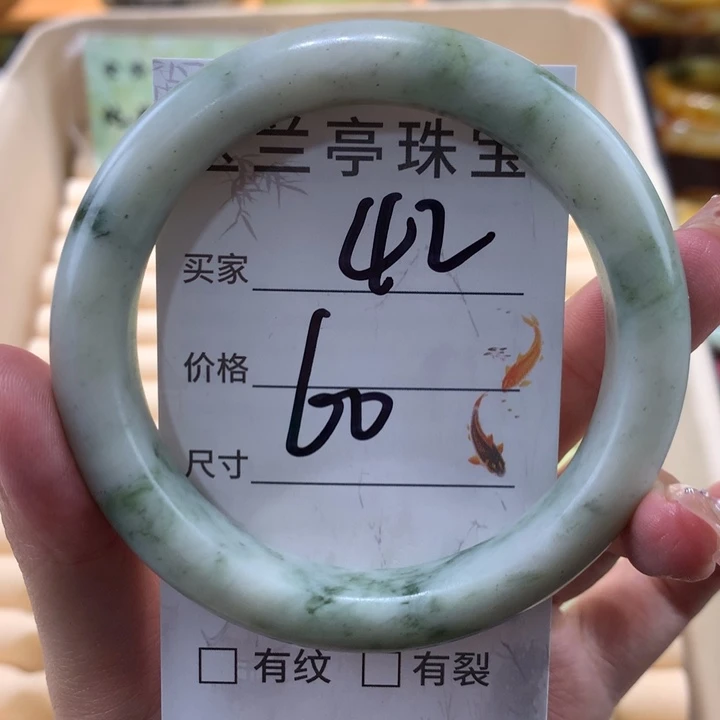 兰亭珠宝
买家 42
价格 60
尺寸
□ 有纹 □ 有裂